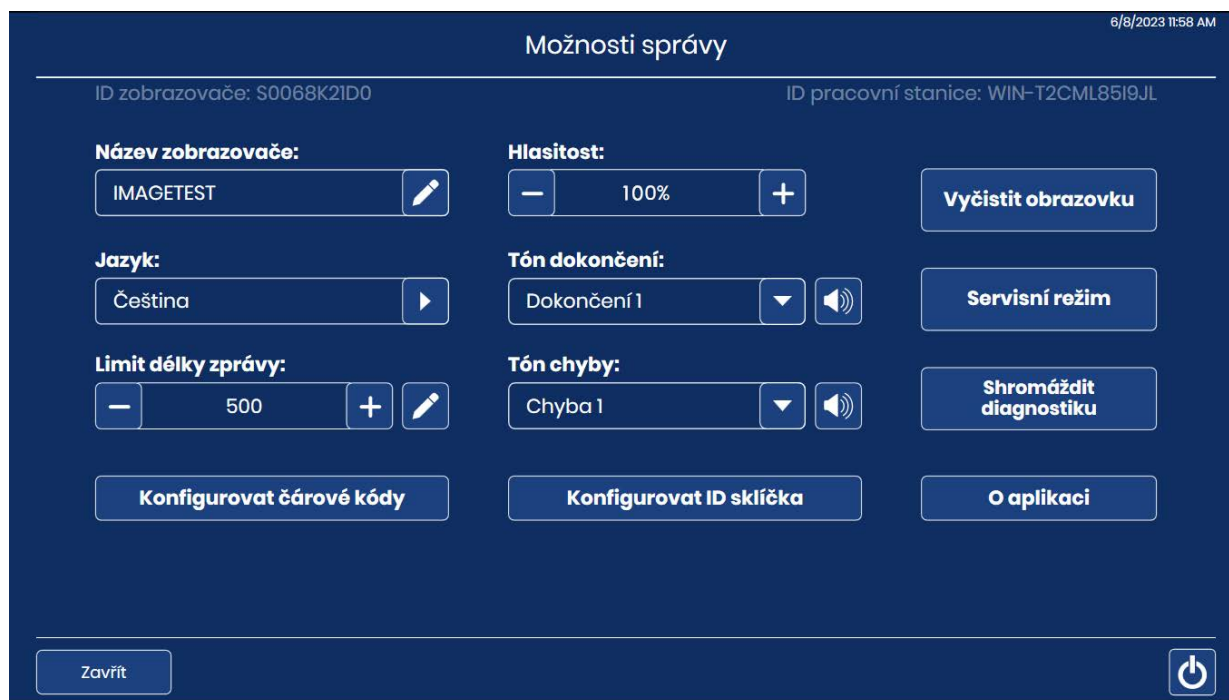 6/8/2023 11:58 AM
Možnosti správy
ID zobrazovače: S0068K21D0
ID pracovní stanice: WIN-T2CML85I9JL
Název zobrazovače:
Hlasitost:
IMAGETEST
100%
Vyčistit obrazovku
Jazyk:
Tón dokončení:
Čeština
Dokončení 1
Servisní režim
Limit délky zprávy:
Tón chyby:
500
Chyba 1
Shromáždit
diagnostiku
Konfigurovat čárové kódy
Konfigurovat ID sklíčka
O aplikaci
Zavřít